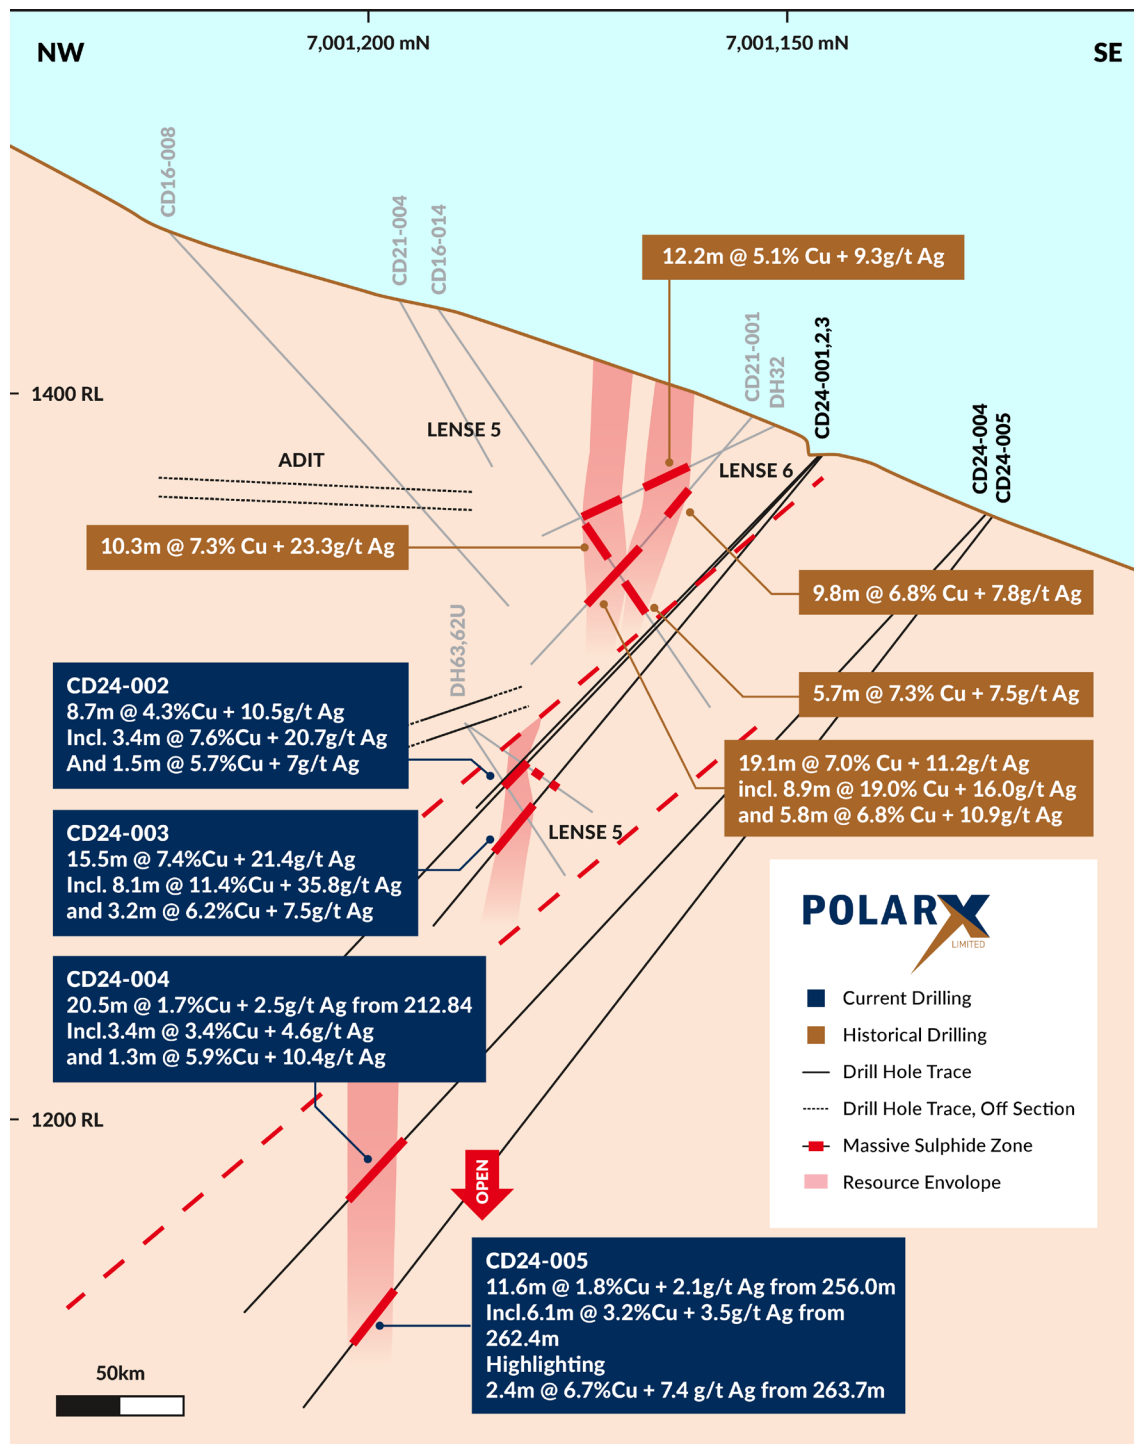 7,001,200 mN
7,001,150 mN
NW
SE
CD16-008
CD21-004
CD16-014
12.2m @ 5.1% Cu + 9.3g/t Ag
CD21-001
DH32
CD24-001,2,3
1400 RL
CD24-004
CD24-005
LENSE 5
ADIT
LENSE 6
10.3m @ 7.3% Cu + 23.3g/t Ag
9.8m @ 6.8% Cu + 7.8g/t Ag
DH63,62U
5.7m @ 7.3% Cu + 7.5g/t Ag
CD24-002
8.7m @ 4.3%Cu + 10.5g/t Ag
Incl. 3.4m @ 7.6%Cu + 20.7g/t Ag
And 1.5m @ 5.7%Cu + 7g/t Ag
19.1m @ 7.0% Cu + 11.2g/t Ag
incl. 8.9m @ 19.0% Cu + 16.0g/t Ag
and 5.8m @ 6.8% Cu + 10.9g/t Ag
CD24-003
15.5m @ 7.4%Cu + 21.4g/t Ag
Incl. 8.1m @ 11.4%Cu + 35.8g/t Ag
and 3.2m @ 6.2%Cu + 7.5g/t Ag
LENSE 5
CD24-004
20.5m @ 1.7%Cu + 2.5g/t Ag from 212.84
Incl.3.4m @ 3.4%Cu + 4.6g/t Ag
and 1.3m @ 5.9%Cu + 10.4g/t Ag
POLARX
LIMITED
Current Drilling
Historical Drilling
Drill Hole Trace
Drill Hole Trace, Off Section
Massive Sulphide Zone
Resource Envolope
1200 RL
OPEN
CD24-005
11.6m @ 1.8%Cu + 2.1g/t Ag from 256.0m
Incl.6.1m @ 3.2%Cu + 3.5g/t Ag from
262.4m
Highlighting
2.4m @ 6.7%Cu + 7.4 g/t Ag from 263.7m
50km